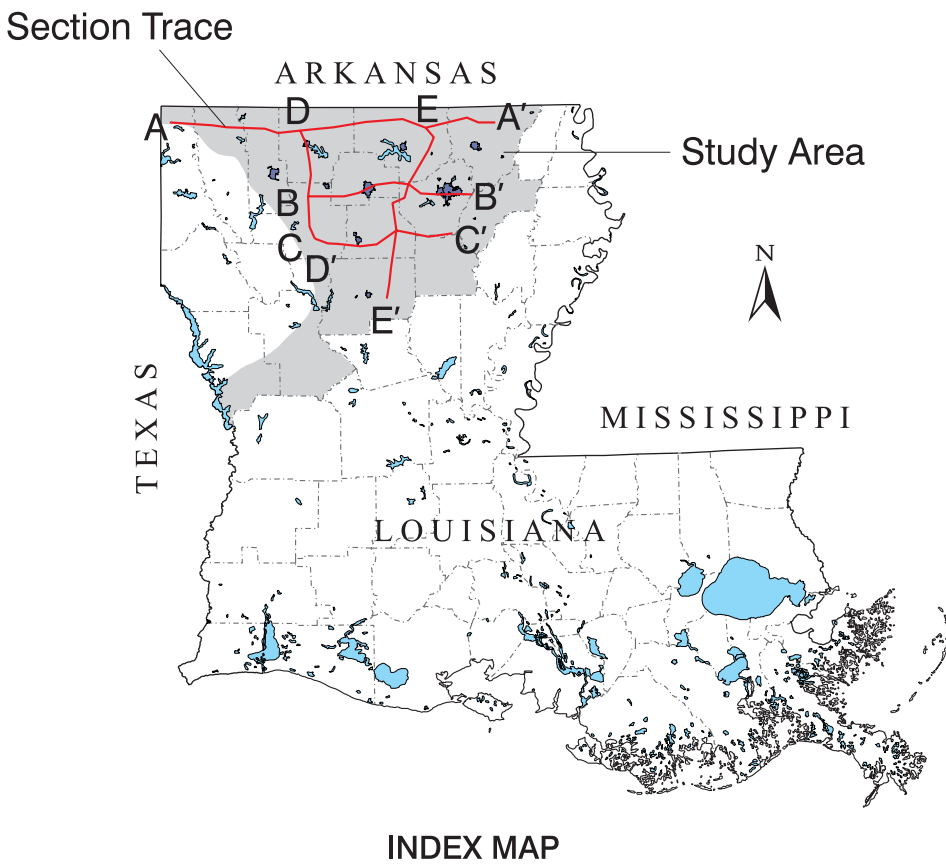 Section Trace
ARKANSAS
A
D
E
A′
Study Area
B
B′
C
C′
D′
N
E′
TEXAS
MISSISSIPPI
LOUISIANA
INDEX MAP